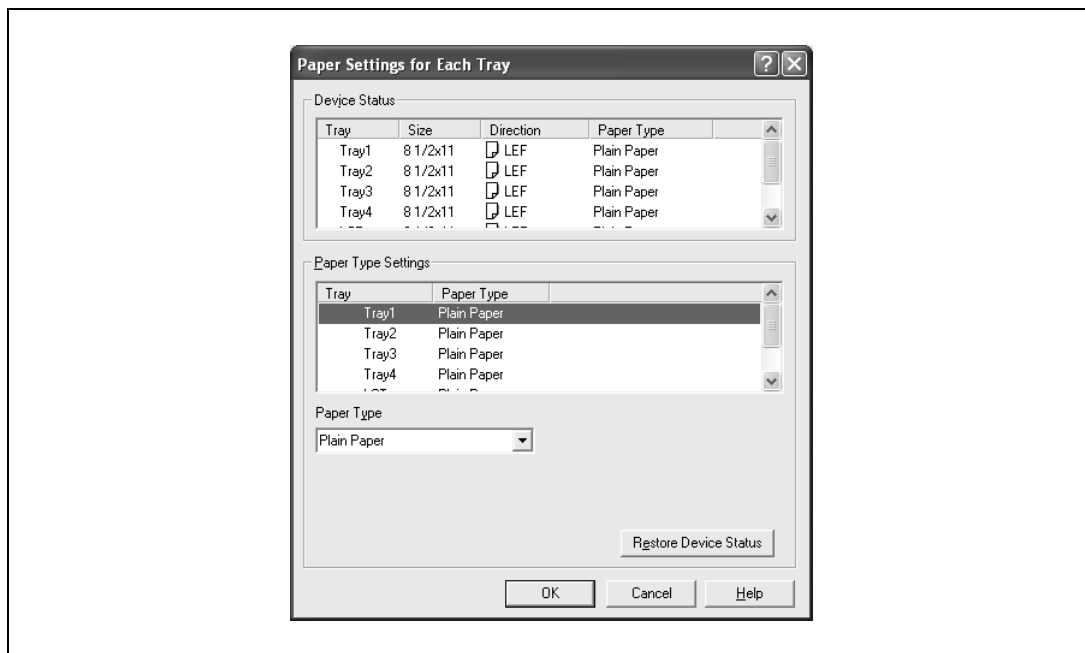 Paper Settings for Each Tray
Device Status
Tray Size Direction Paper Type
Tray1 8 1/2x11 LEF Plain Paper
Tray2 8 1/2x11 LEF Plain Paper
Tray3 8 1/2x11 LEF Plain Paper
Tray4 8 1/2x11 LEF Plain Paper
Paper Type Settings
Tray Paper Type
Tray1 Plain Paper
Tray2 Plain Paper
Tray3 Plain Paper
Tray4 Plain Paper
Paper Type
Plain Paper
Restore Device Status
OK Cancel Help